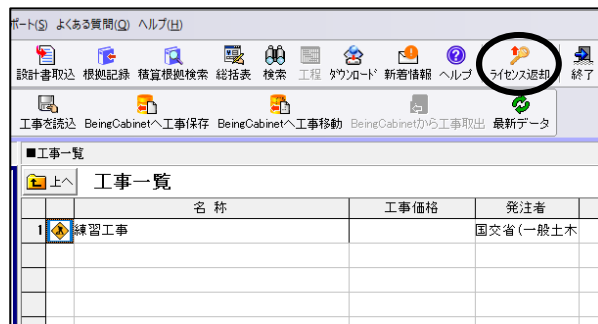 ポート(S) よくある質問(Q) ヘルプ(H)
設計書取込 根拠記録 積算根拠検索 総括表 検索 工程 ダウンロード 新着情報 ヘルプ ライセンス返却 終了
工事を読込 BeingCabinetへ工事保存 BeingCabinetへ工事移動 BeingCabinetから工事取出 最新データ
■工事一覧
上へ 工事一覧
名 称 工事価格 発注者
1 練習工事 国交省(一般土木